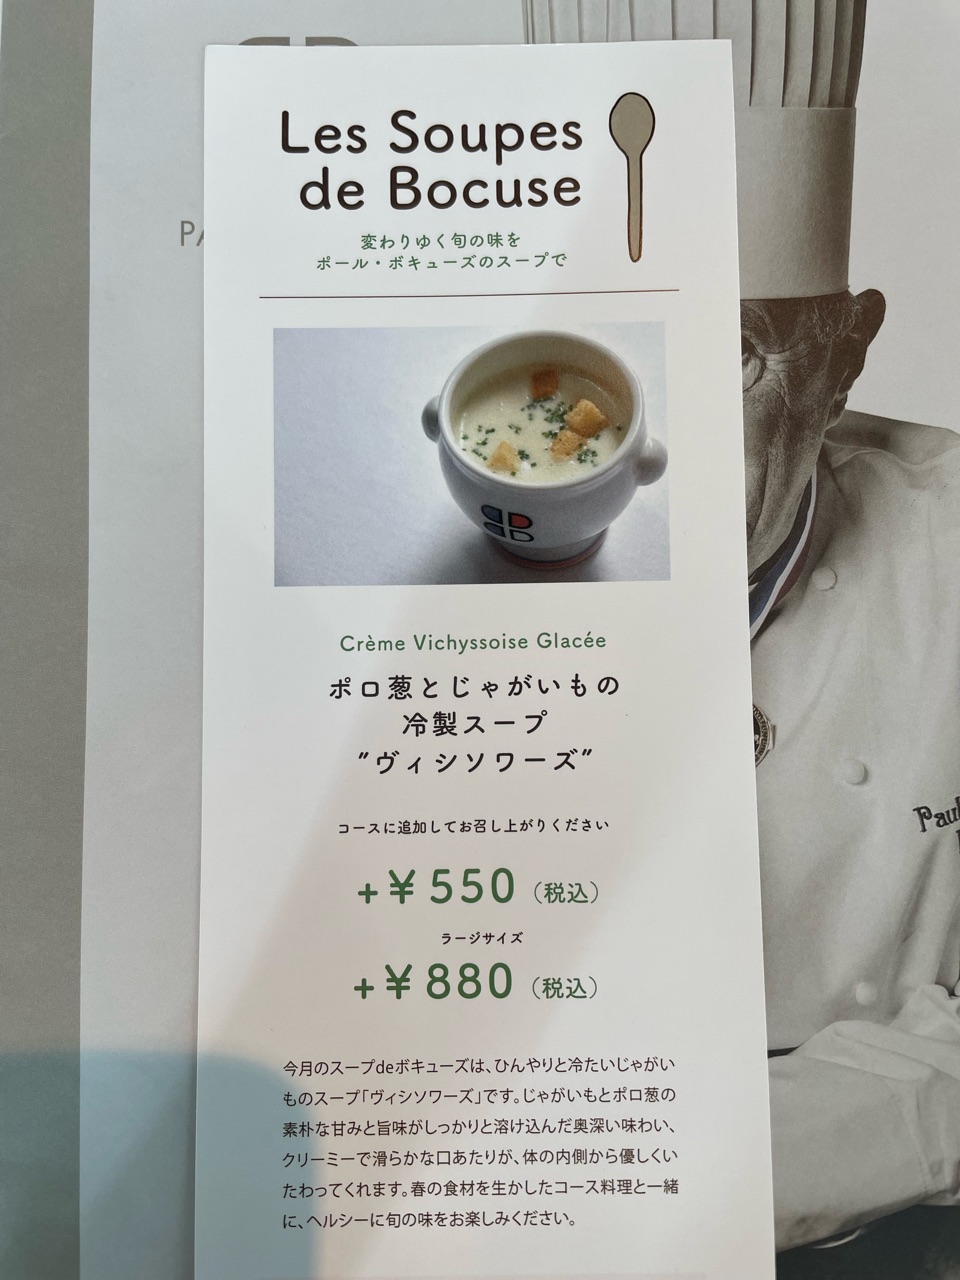 Les Soupes
de Bocuse
変わりゆく旬の味を
ポール・ボキューズのスープで
PA
Crème Vichyssoise Glacée
ポロ葱とじゃがいもの
冷製スープ
"ヴィシソワーズ"
コースに追加してお召し上がりください
+¥550（税込）
ラージサイズ
+¥880（税込）
Paul
今月のスープdeボキューズは、ひんやりと冷たいじゃがい
ものスープ「ヴィシソワーズ」です。じゃがいもとポロ葱の
素朴な甘みと旨味がしっかりと溶け込んだ奥深い味わい、
クリーミーで滑らかな口あたりが、体の内側から優しくい
たわってくれます。春の食材を生かしたコース料理と一緒
に、ヘルシーに旬の味をお楽しみください。